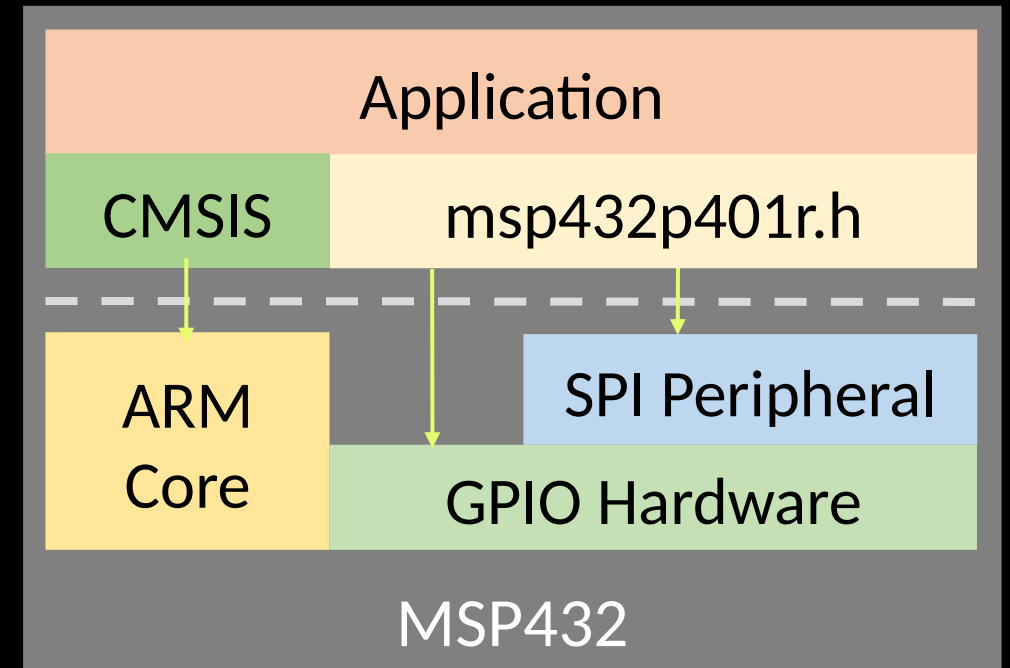 Application
CMSIS
msp432p401r.h
ARM
Core
SPI Peripheral
GPIO Hardware
MSP432